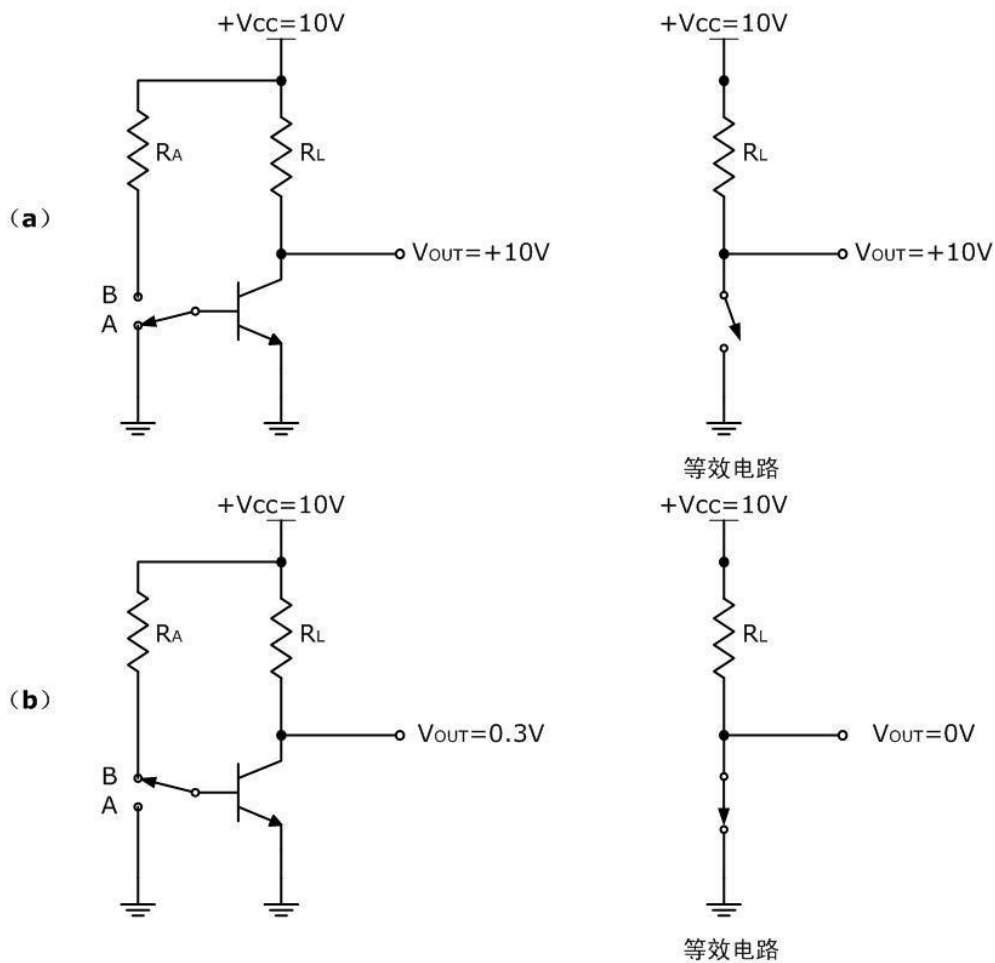 +Vcc=10V
+Vcc=10V
RA
RL
RL
(a)
VOUT=+10V
VOUT=+10V
B
A
等效电路
+Vcc=10V
+Vcc=10V
RA
RL
RL
(b)
VOUT=0.3V
VOUT=0V
B
A
等效电路